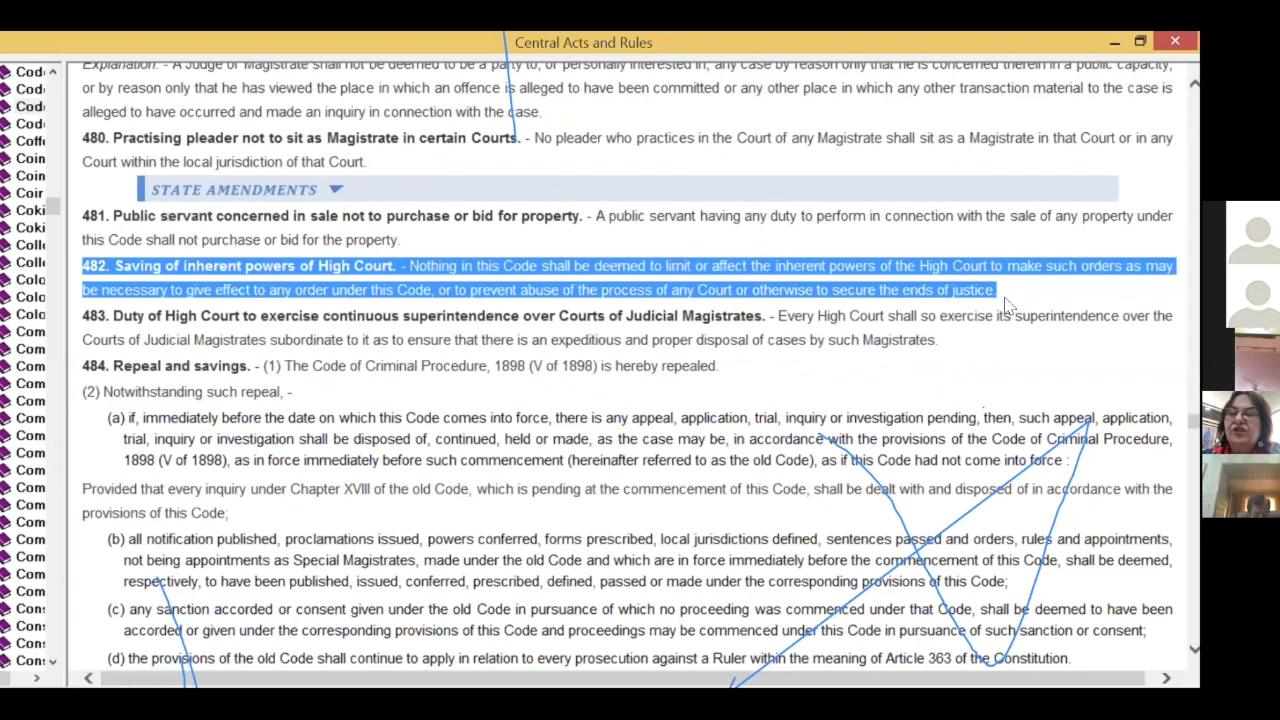 Central Acts and Rules
Explanation. - A Judge or Magistrate shall not be deemed to be a party to, or personally interested in, any case by reason only that he is concerned therein in a public capacity,
or by reason only that he has viewed the place in which an offence is alleged to have been committed or any other place in which any other transaction material to the case is
alleged to have occurred and made an inquiry in connection with the case.
480. Practising pleader not to sit as Magistrate in certain Courts. - No pleader who practices in the Court of any Magistrate shall sit as a Magistrate in that Court or in any
Court within the local jurisdiction of that Court.
STATE AMENDMENTS
481. Public servant concerned in sale not to purchase or bid for property. - A public servant having any duty to perform in connection with the sale of any property under
this Code shall not purchase or bid for the property.
482. Saving of inherent powers of High Court. - Nothing in this Code shall be deemed to limit or affect the inherent powers of the High Court to make such orders as may
be necessary to give effect to any order under this Code, or to prevent abuse of the process of any Court or otherwise to secure the ends of justice.
483. Duty of High Court to exercise continuous superintendence over Courts of Judicial Magistrates. - Every High Court shall so exercise its superintendence over the
Courts of Judicial Magistrates subordinate to it as to ensure that there is an expeditious and proper disposal of cases by such Magistrates.
484. Repeal and savings. - (1) The Code of Criminal Procedure, 1898 (V of 1898) is hereby repealed.
(2) Notwithstanding such repeal, -
(a) if, immediately before the date on which this Code comes into force, there is any appeal, application, trial, inquiry or investigation pending, then, such appeal, application,
trial, inquiry or investigation shall be disposed of, continued, held or made, as the case may be, in accordance with the provisions of the Code of Criminal Procedure,
1898 (V of 1898), as in force immediately before such commencement (hereinafter referred to as the old Code), as if this Code had not come into force :
Provided that every inquiry under Chapter XVIII of the old Code, which is pending at the commencement of this Code, shall be dealt with and disposed of in accordance with the
provisions of this Code;
(b) all notification published, proclamations issued, powers conferred, forms prescribed, local jurisdictions defined, sentences passed and orders, rules and appointments,
not being appointments as Special Magistrates, made under the old Code and which are in force immediately before the commencement of this Code, shall be deemed,
respectively, to have been published, issued, conferred, prescribed, defined, passed or made under the corresponding provisions of this Code;
(c) any sanction accorded or consent given under the old Code in pursuance of which no proceeding was commenced under that Code, shall be deemed to have been
accorded or given under the corresponding provisions of this Code and proceedings may be commenced under this Code in pursuance of such sanction or consent;
(d) the provisions of the old Code shall continue to apply in relation to every prosecution against a Ruler within the meaning of Article 363 of the Constitution.